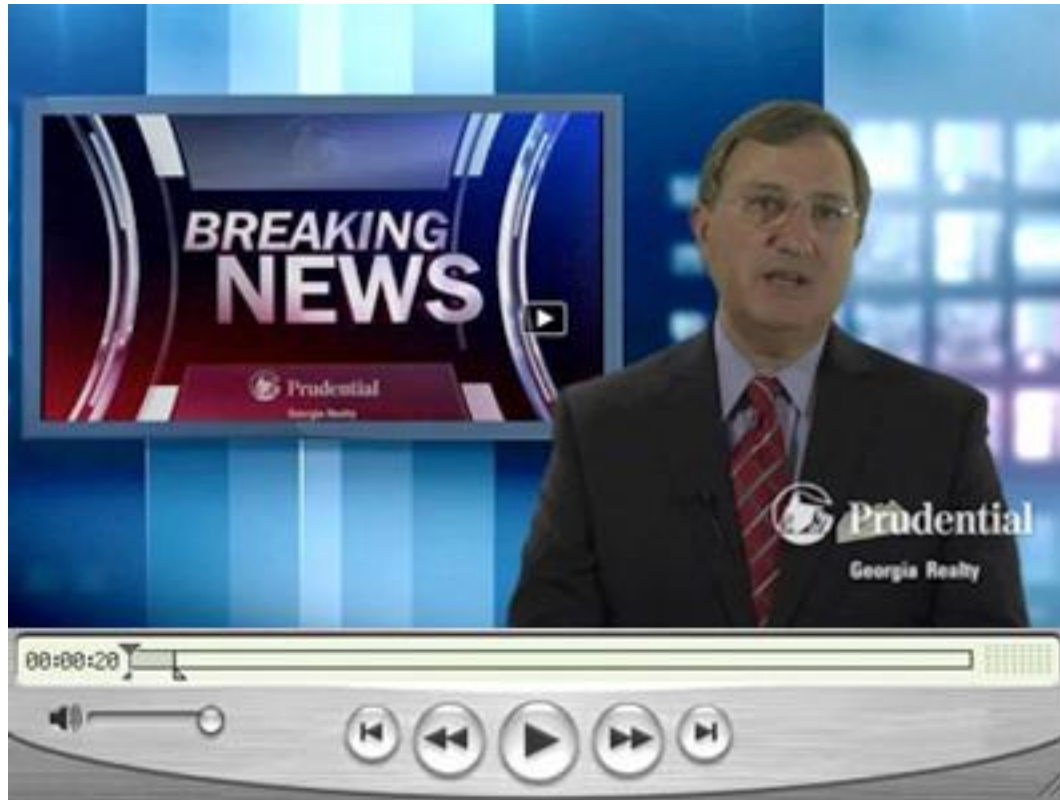 BREAKING
NEWS
Prudential
Georgia Realty
Prudential
Georgia Realty
00:00:20